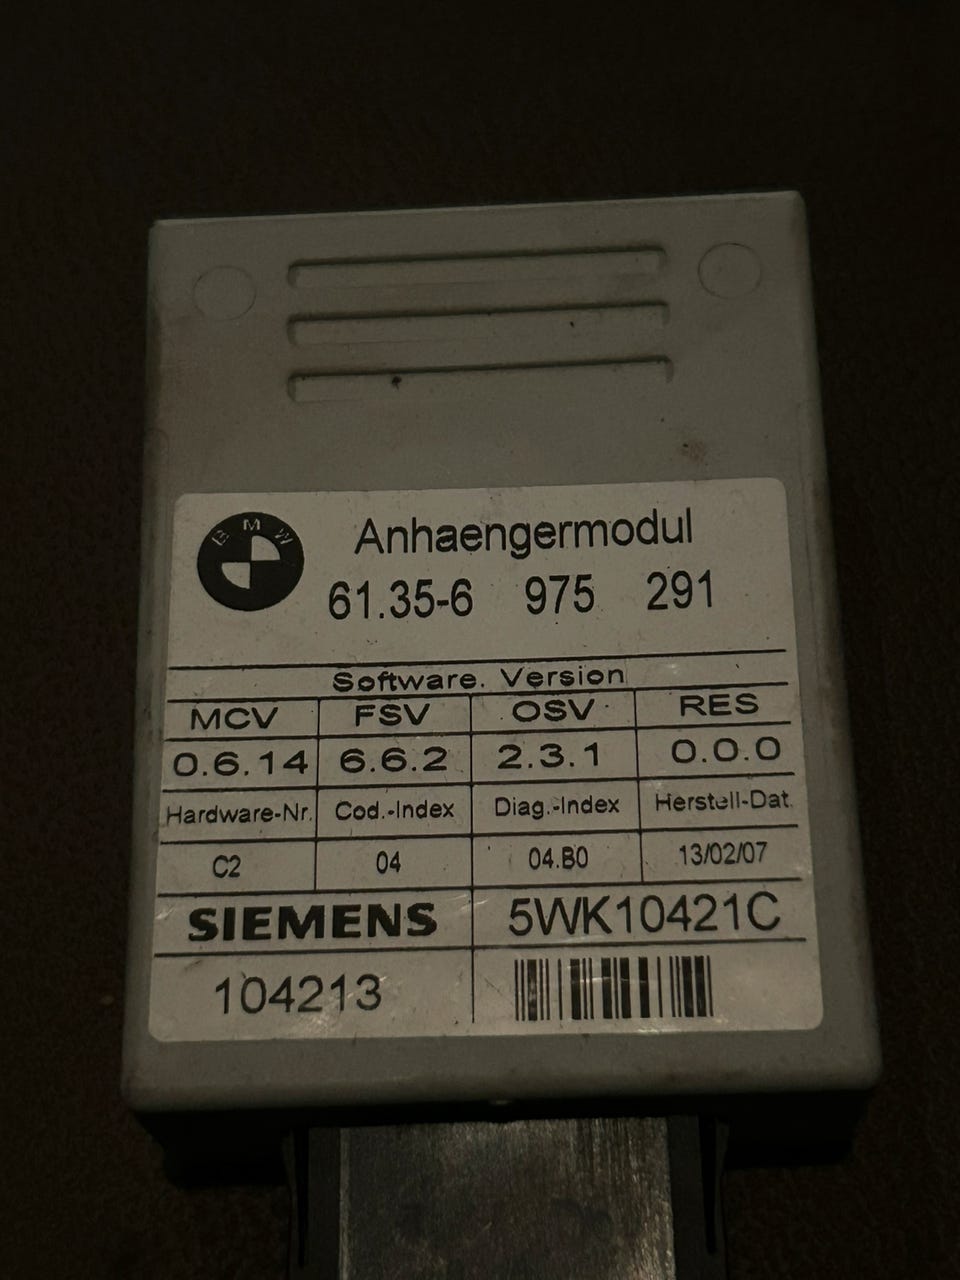 BMW
Anhaengermodul
61.35-6 975 291
Software. Version
MCV FSV OSV RES
0.6.14 6.6.2 2.3.1 0.0.0
Hardware-Nr. Cod.-Index Diag.-Index Herstell-Dat.
C2 04 04.B0 13/02/07
SIEMENS 5WK10421C
104213